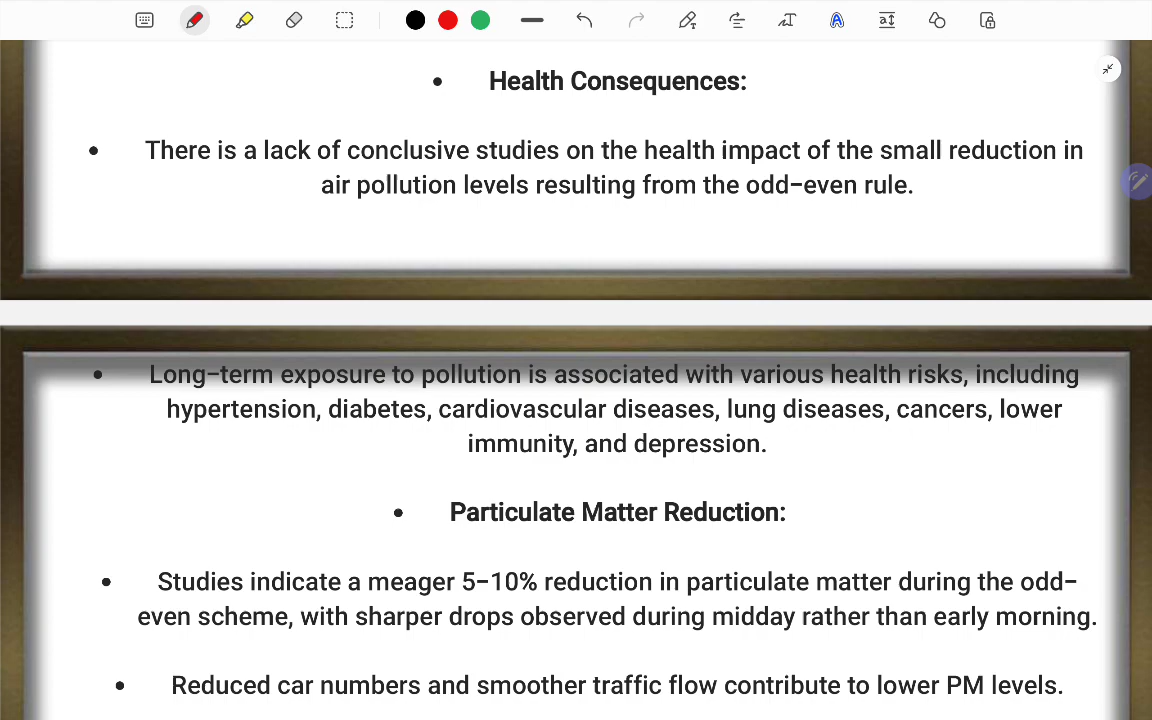 • Health Consequences:
• There is a lack of conclusive studies on the health impact of the small reduction in
air pollution levels resulting from the odd-even rule.
• Long-term exposure to pollution is associated with various health risks, including
hypertension, diabetes, cardiovascular diseases, lung diseases, cancers, lower
immunity, and depression.
• Particulate Matter Reduction:
• Studies indicate a meager 5-10% reduction in particulate matter during the odd-
even scheme, with sharper drops observed during midday rather than early morning.
• Reduced car numbers and smoother traffic flow contribute to lower PM levels.